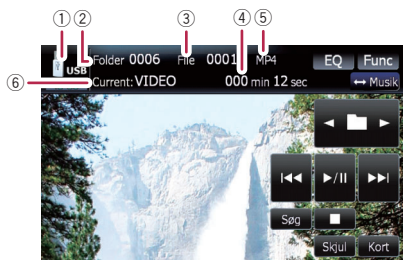 ① ② ③ ④ ⑤
USB Folder 0006 File 0001 MP4 EQ Func
⑥ Current: VIDEO 000 min 12 sec Musik
Søg
Skjul Kort